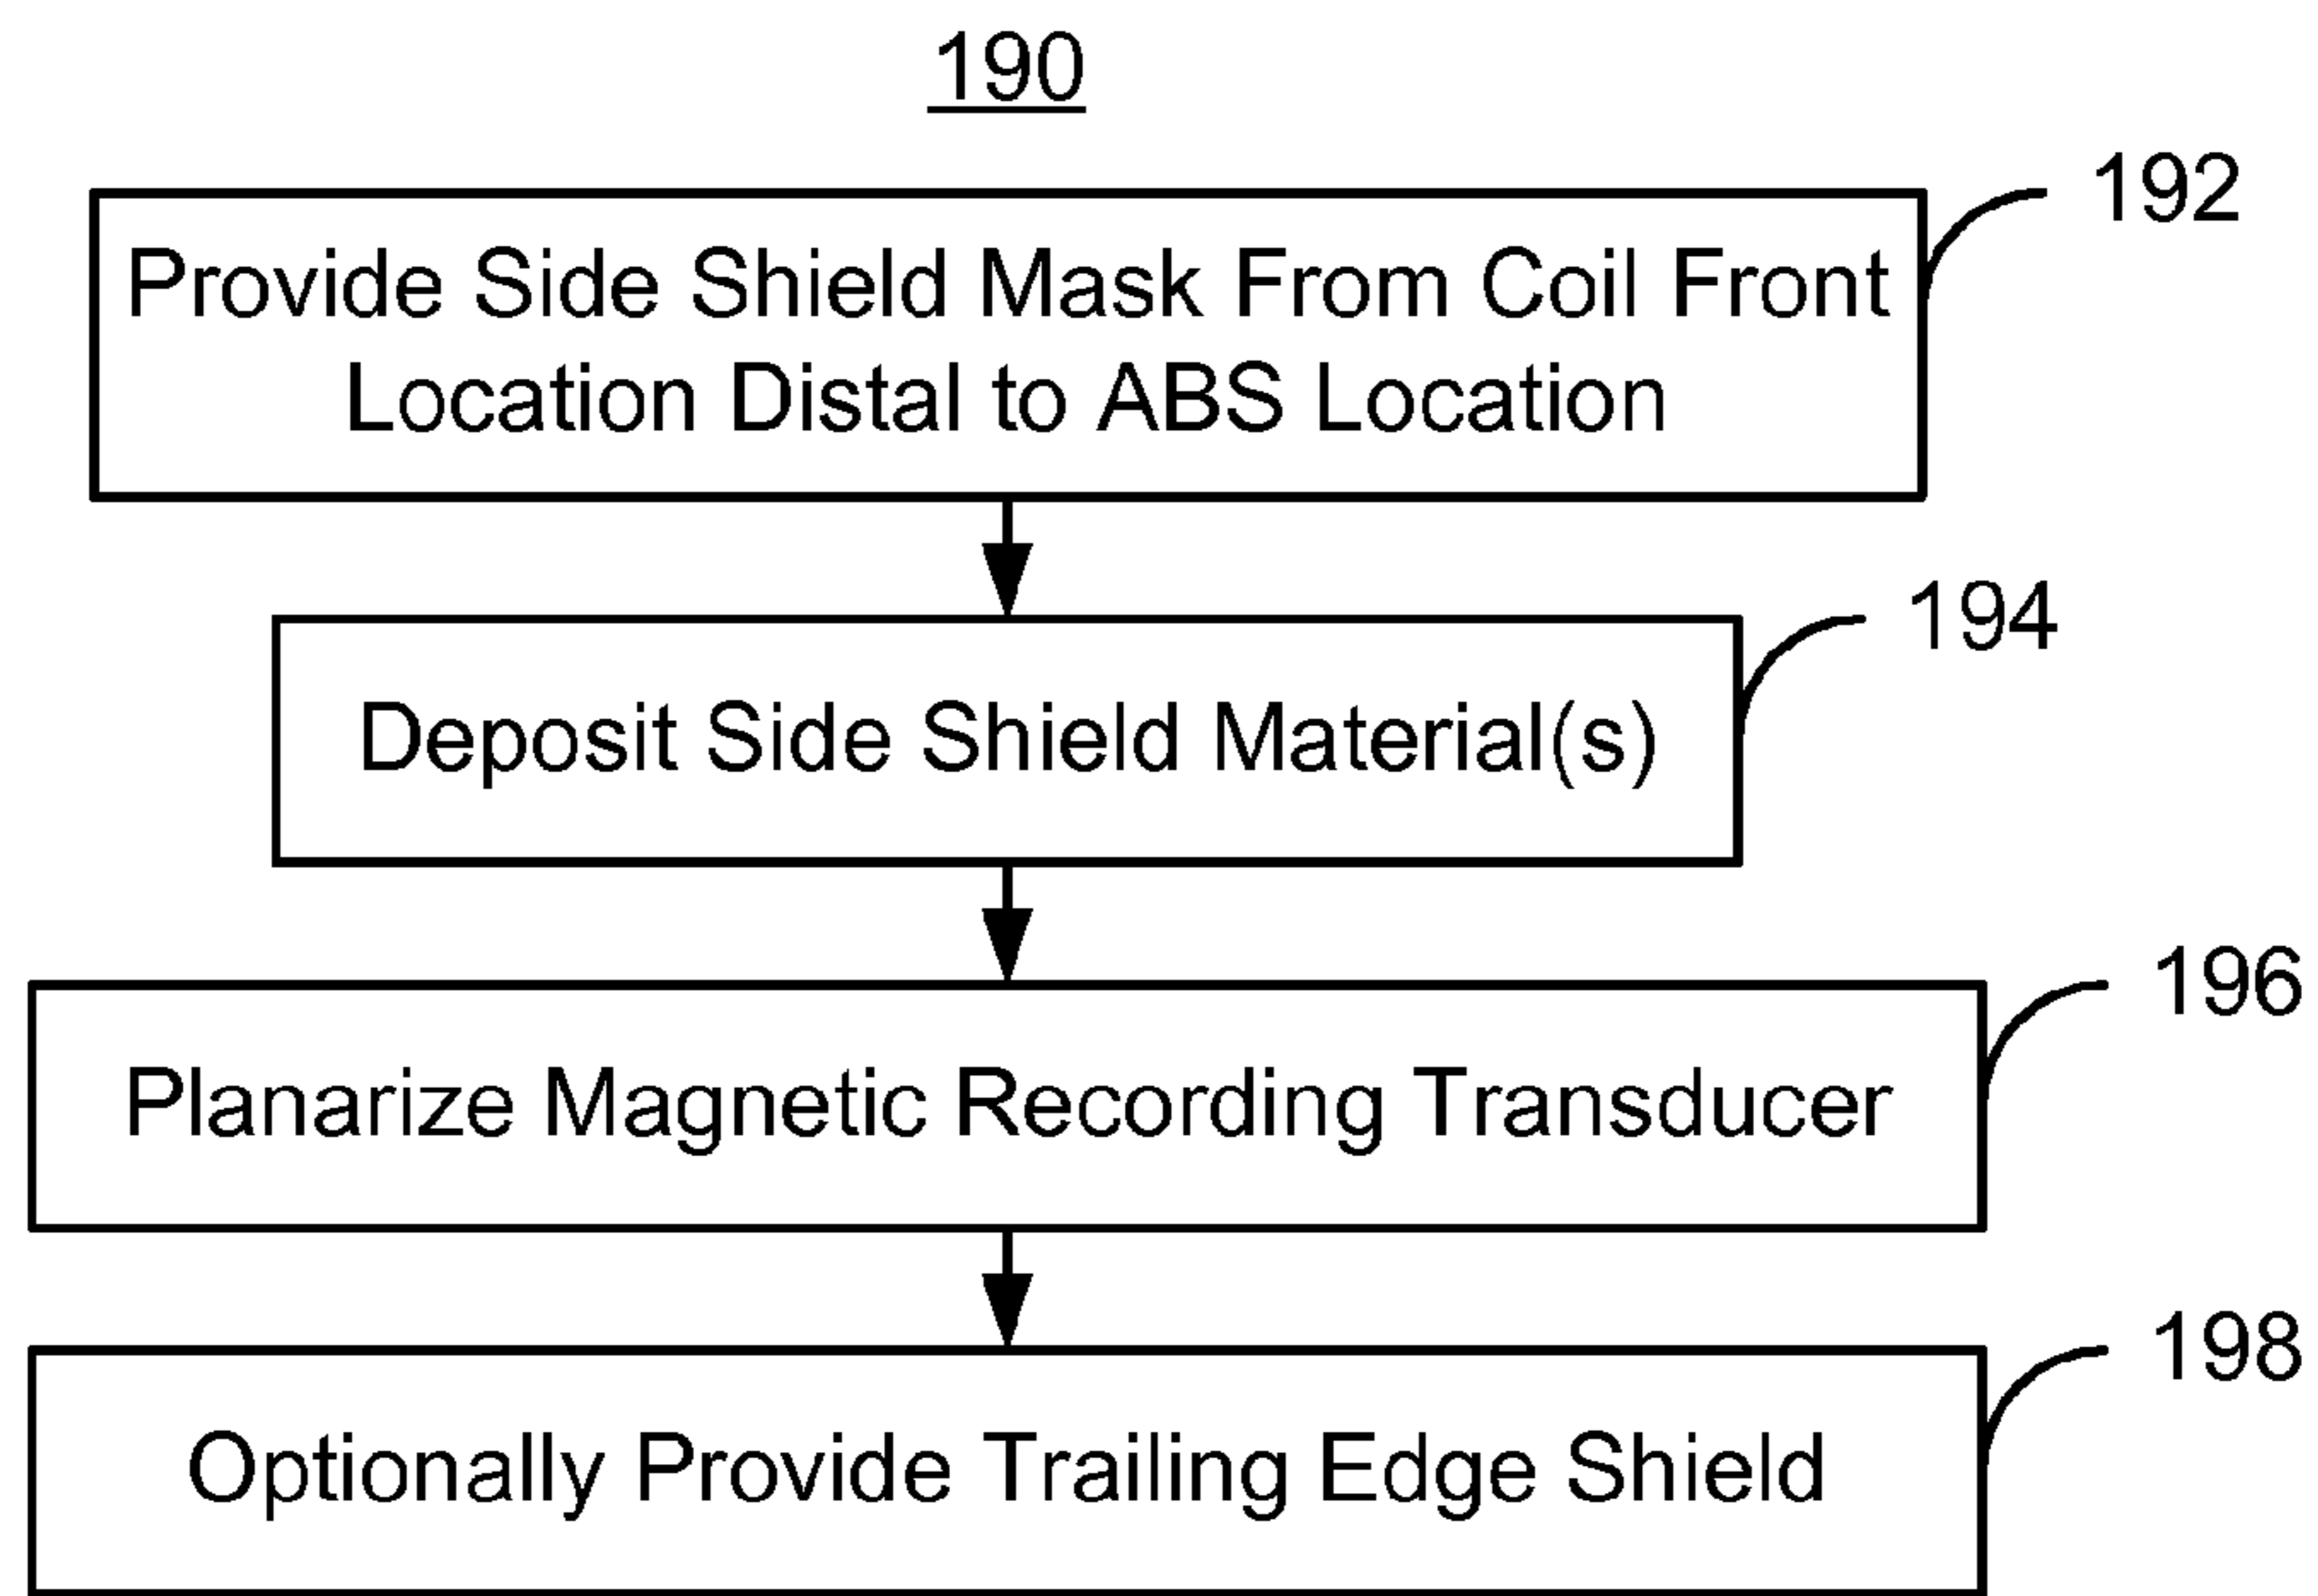 190
192
Provide Side Shield Mask From Coil Front
Location Distal to ABS Location
194
Deposit Side Shield Material(s)
196
Planarize Magnetic Recording Transducer
198
Optionally Provide Trailing Edge Shield